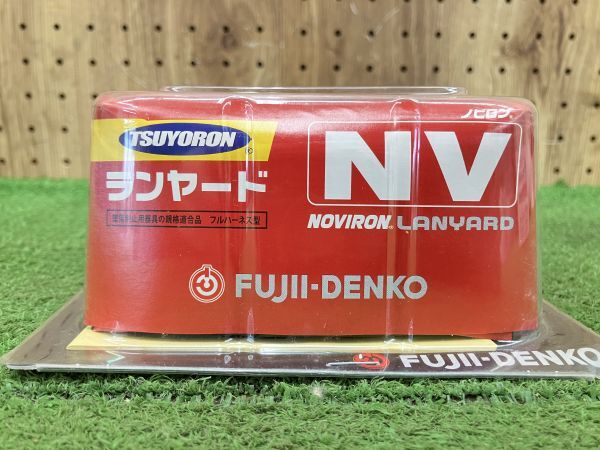 TSUYORON®
ランヤード
墜落制止用器具の規格適合品 フルハーネス型
ノビロン®
NV
NOVIRON® LANYARD
FUJII-DENKO
FUJII-DENKO